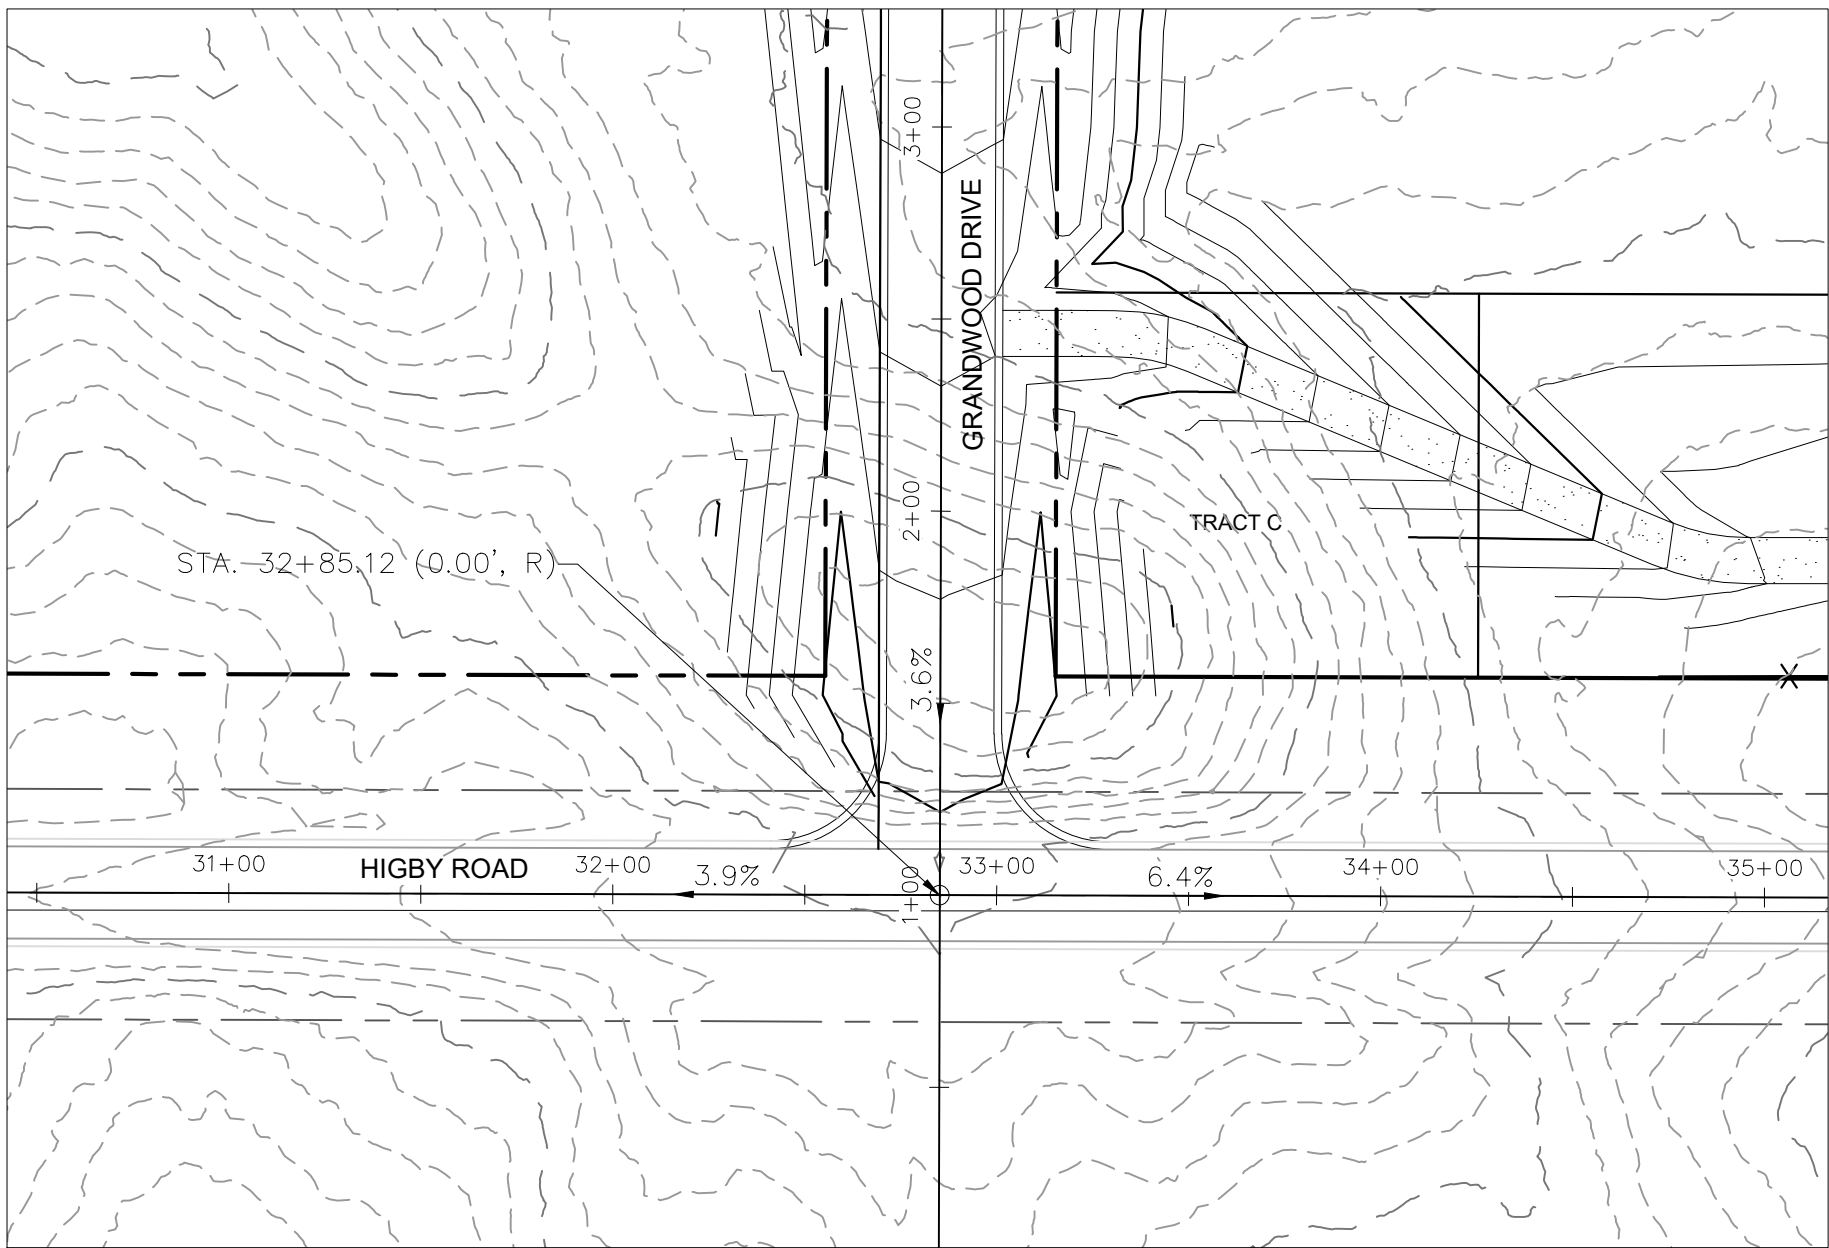 3+00
GRANDWOOD DRIVE
2+00
TRACT C
STA. 32+85.12 (0.00', R)
3.6%
31+00
HIGBY ROAD
32+00
3.9%
1+00
33+00
6.4%
34+00
35+00
X